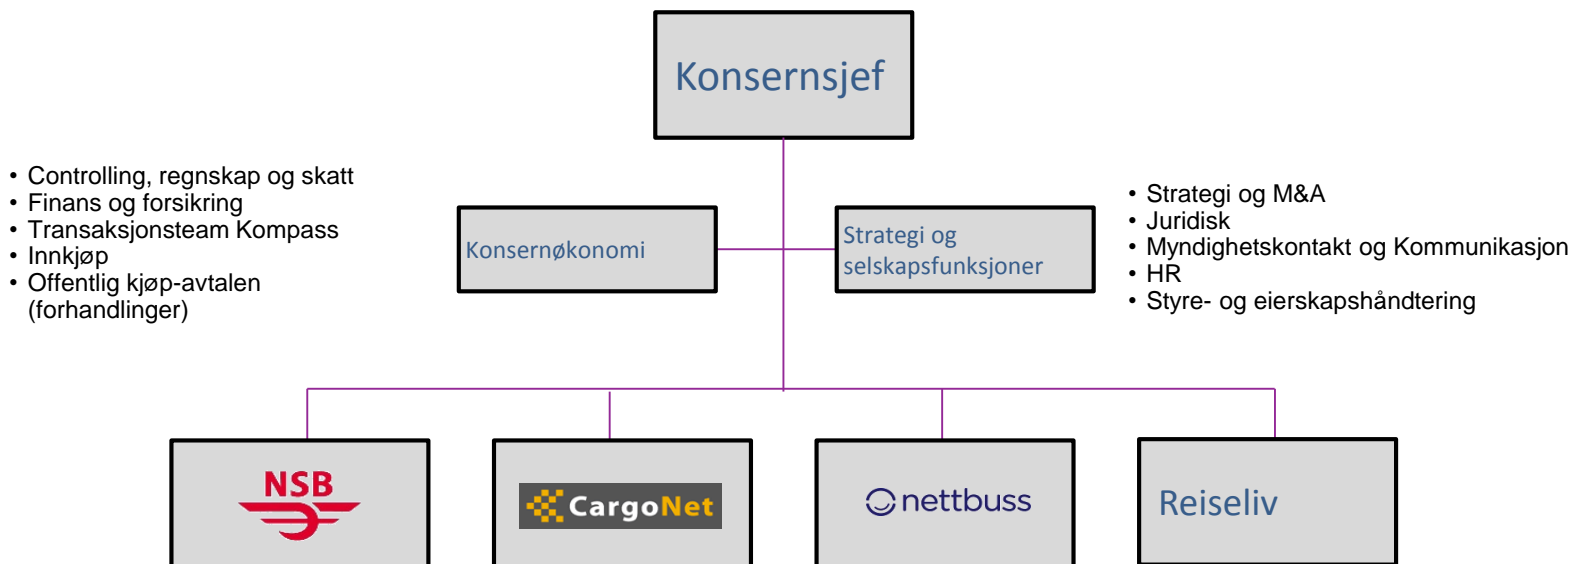 Konsernsjef
• Controlling, regnskap og skatt
• Finans og forsikring
• Transaksjonsteam Kompass
• Innkjøp
• Offentlig kjøp-avtalen
(forhandlinger)
Konsernøkonomi
Strategi og
selskapsfunksjoner
• Strategi og M&A
• Juridisk
• Myndighetskontakt og Kommunikasjon
• HR
• Styre- og eierskapshåndtering
NSB
CargoNet
nettbuss
Reiseliv